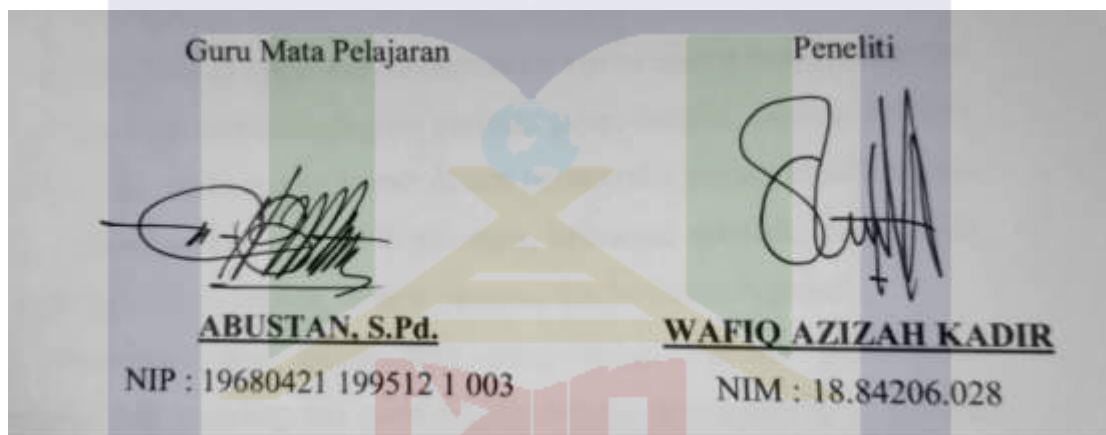 Guru Mata Pelajaran
Peneliti
ABUSTAN, S.Pd.
WAFIQ AZIZAH KADIR
NIP : 19680421 199512 1 003
NIM : 18.84206.028